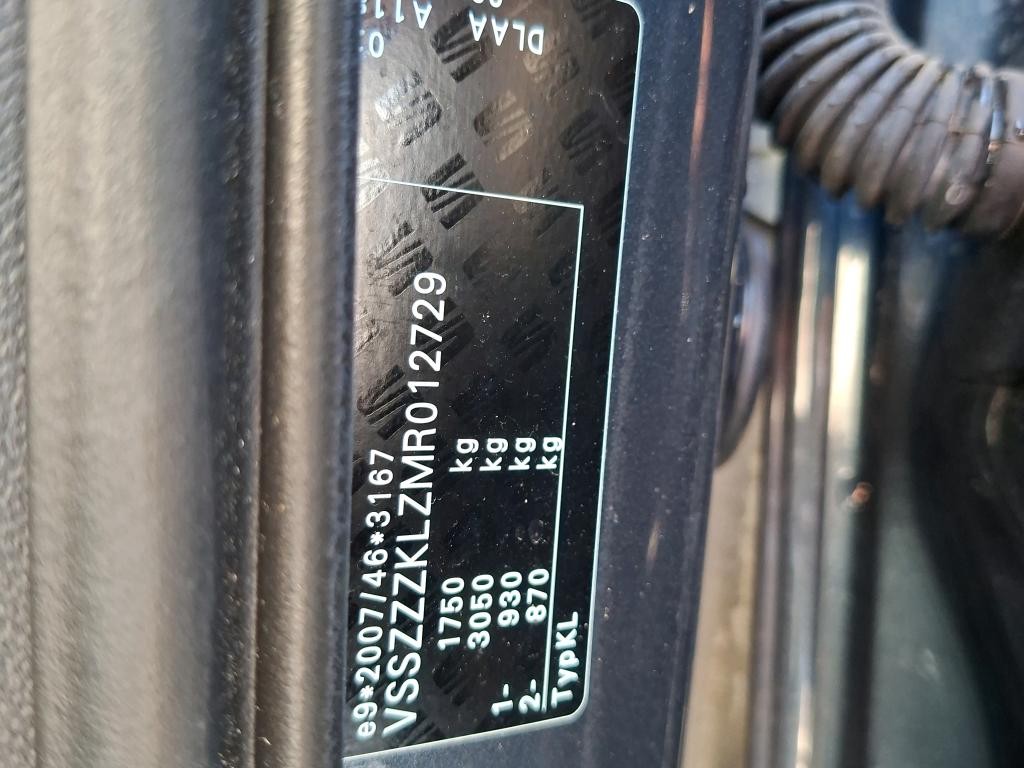 e9*2007/46*3167
VSSZZZKLZMR012729
1750 kg
3050 kg
1- 930 kg
2- 870 kg
TypKL
DLAA